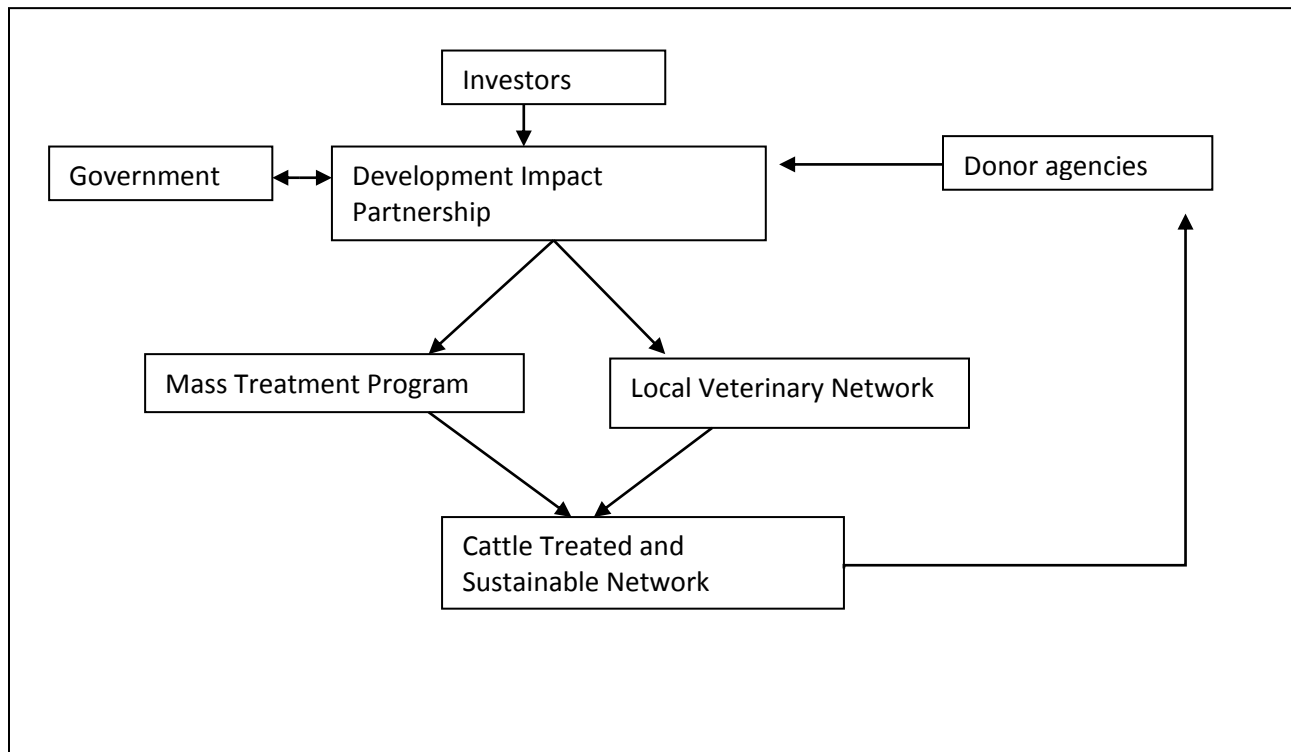 Investors
Government
Development Impact
Partnership
Donor agencies
Mass Treatment Program
Local Veterinary Network
Cattle Treated and
Sustainable Network